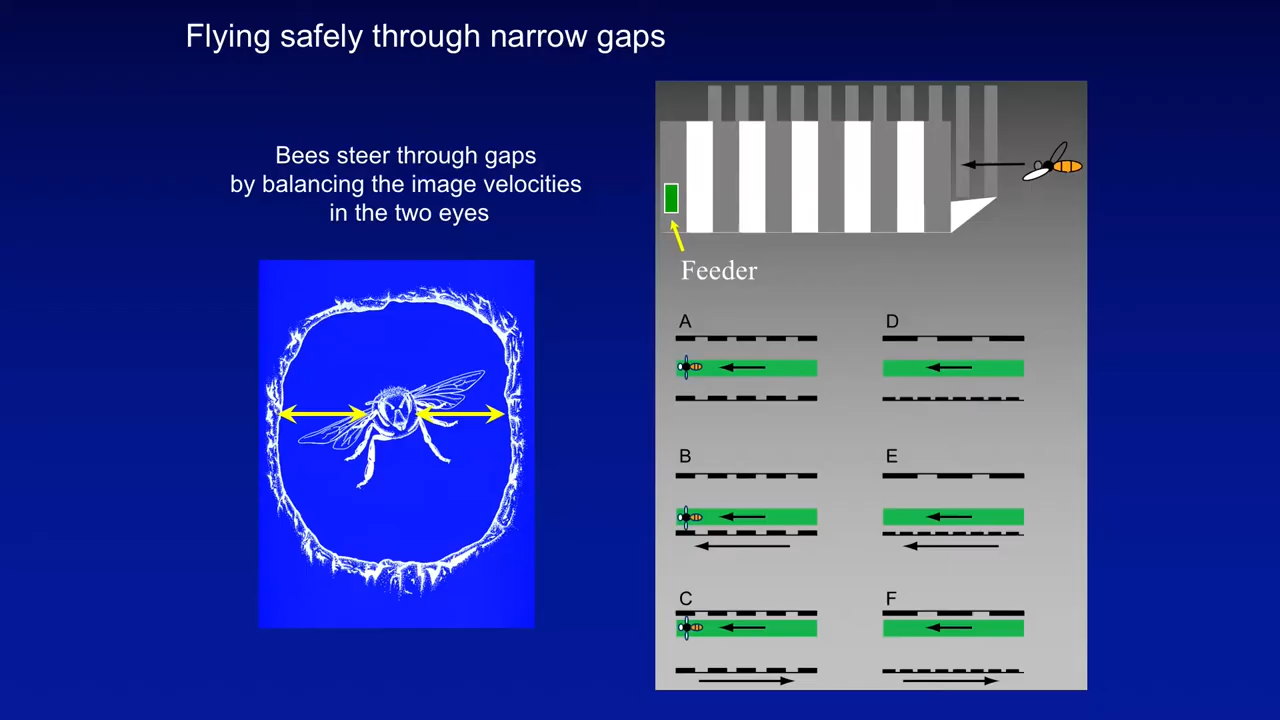 Flying safely through narrow gaps
Bees steer through gaps
by balancing the image velocities
in the two eyes
Feeder
A
D
B
E
C
F